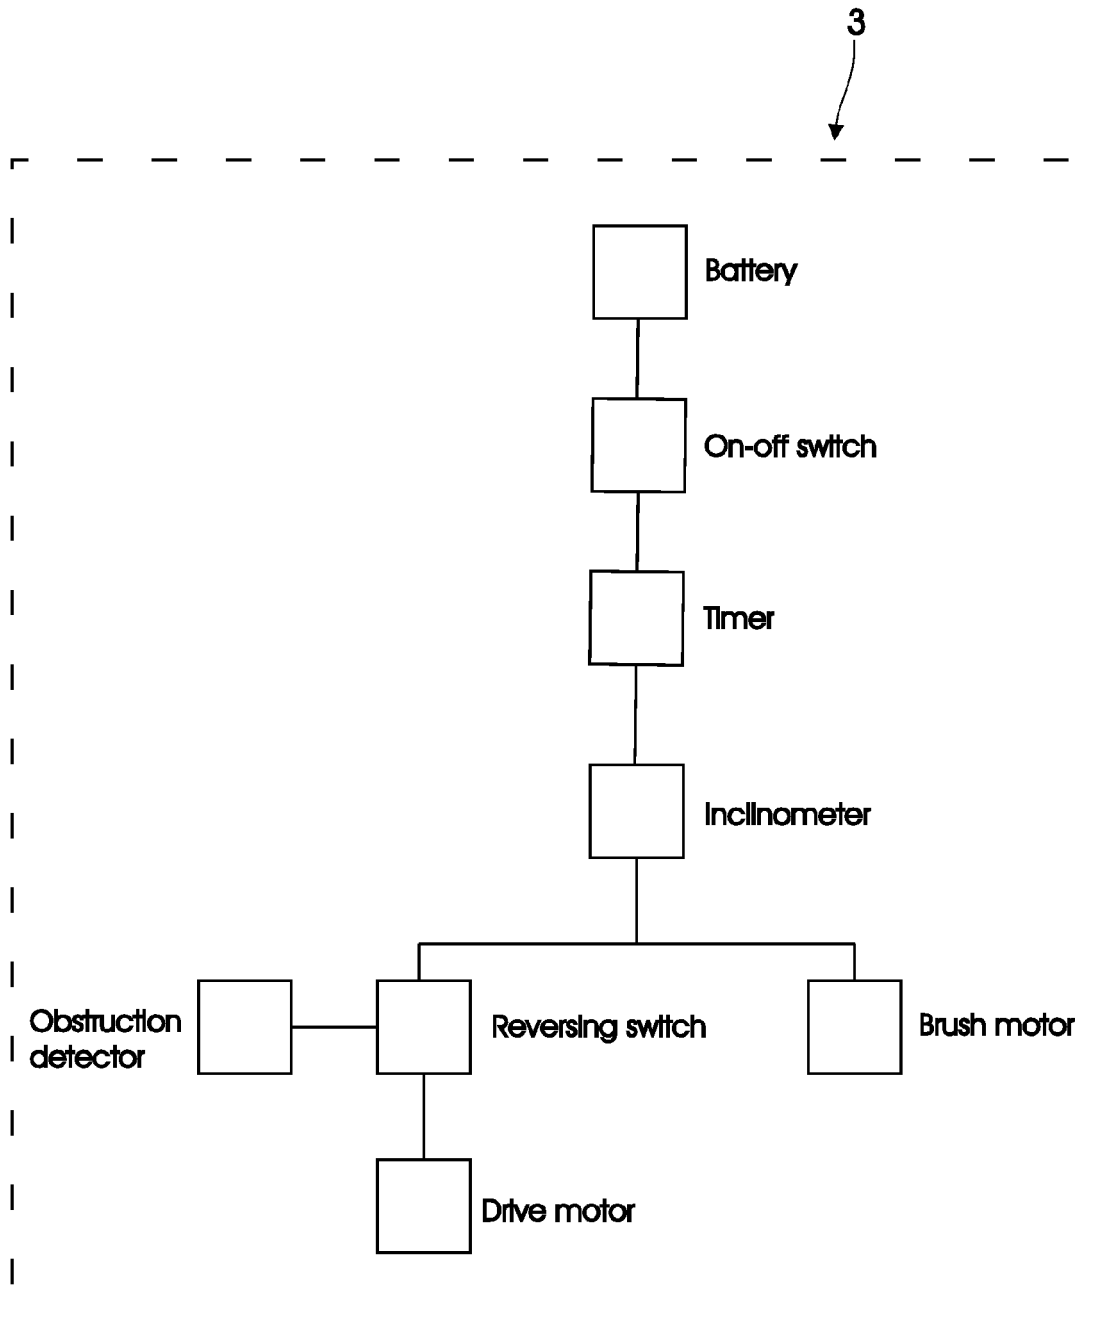 3
Battery
On-off switch
Timer
Inclinometer
Obstruction
detector
Reversing switch
Brush motor
Drive motor